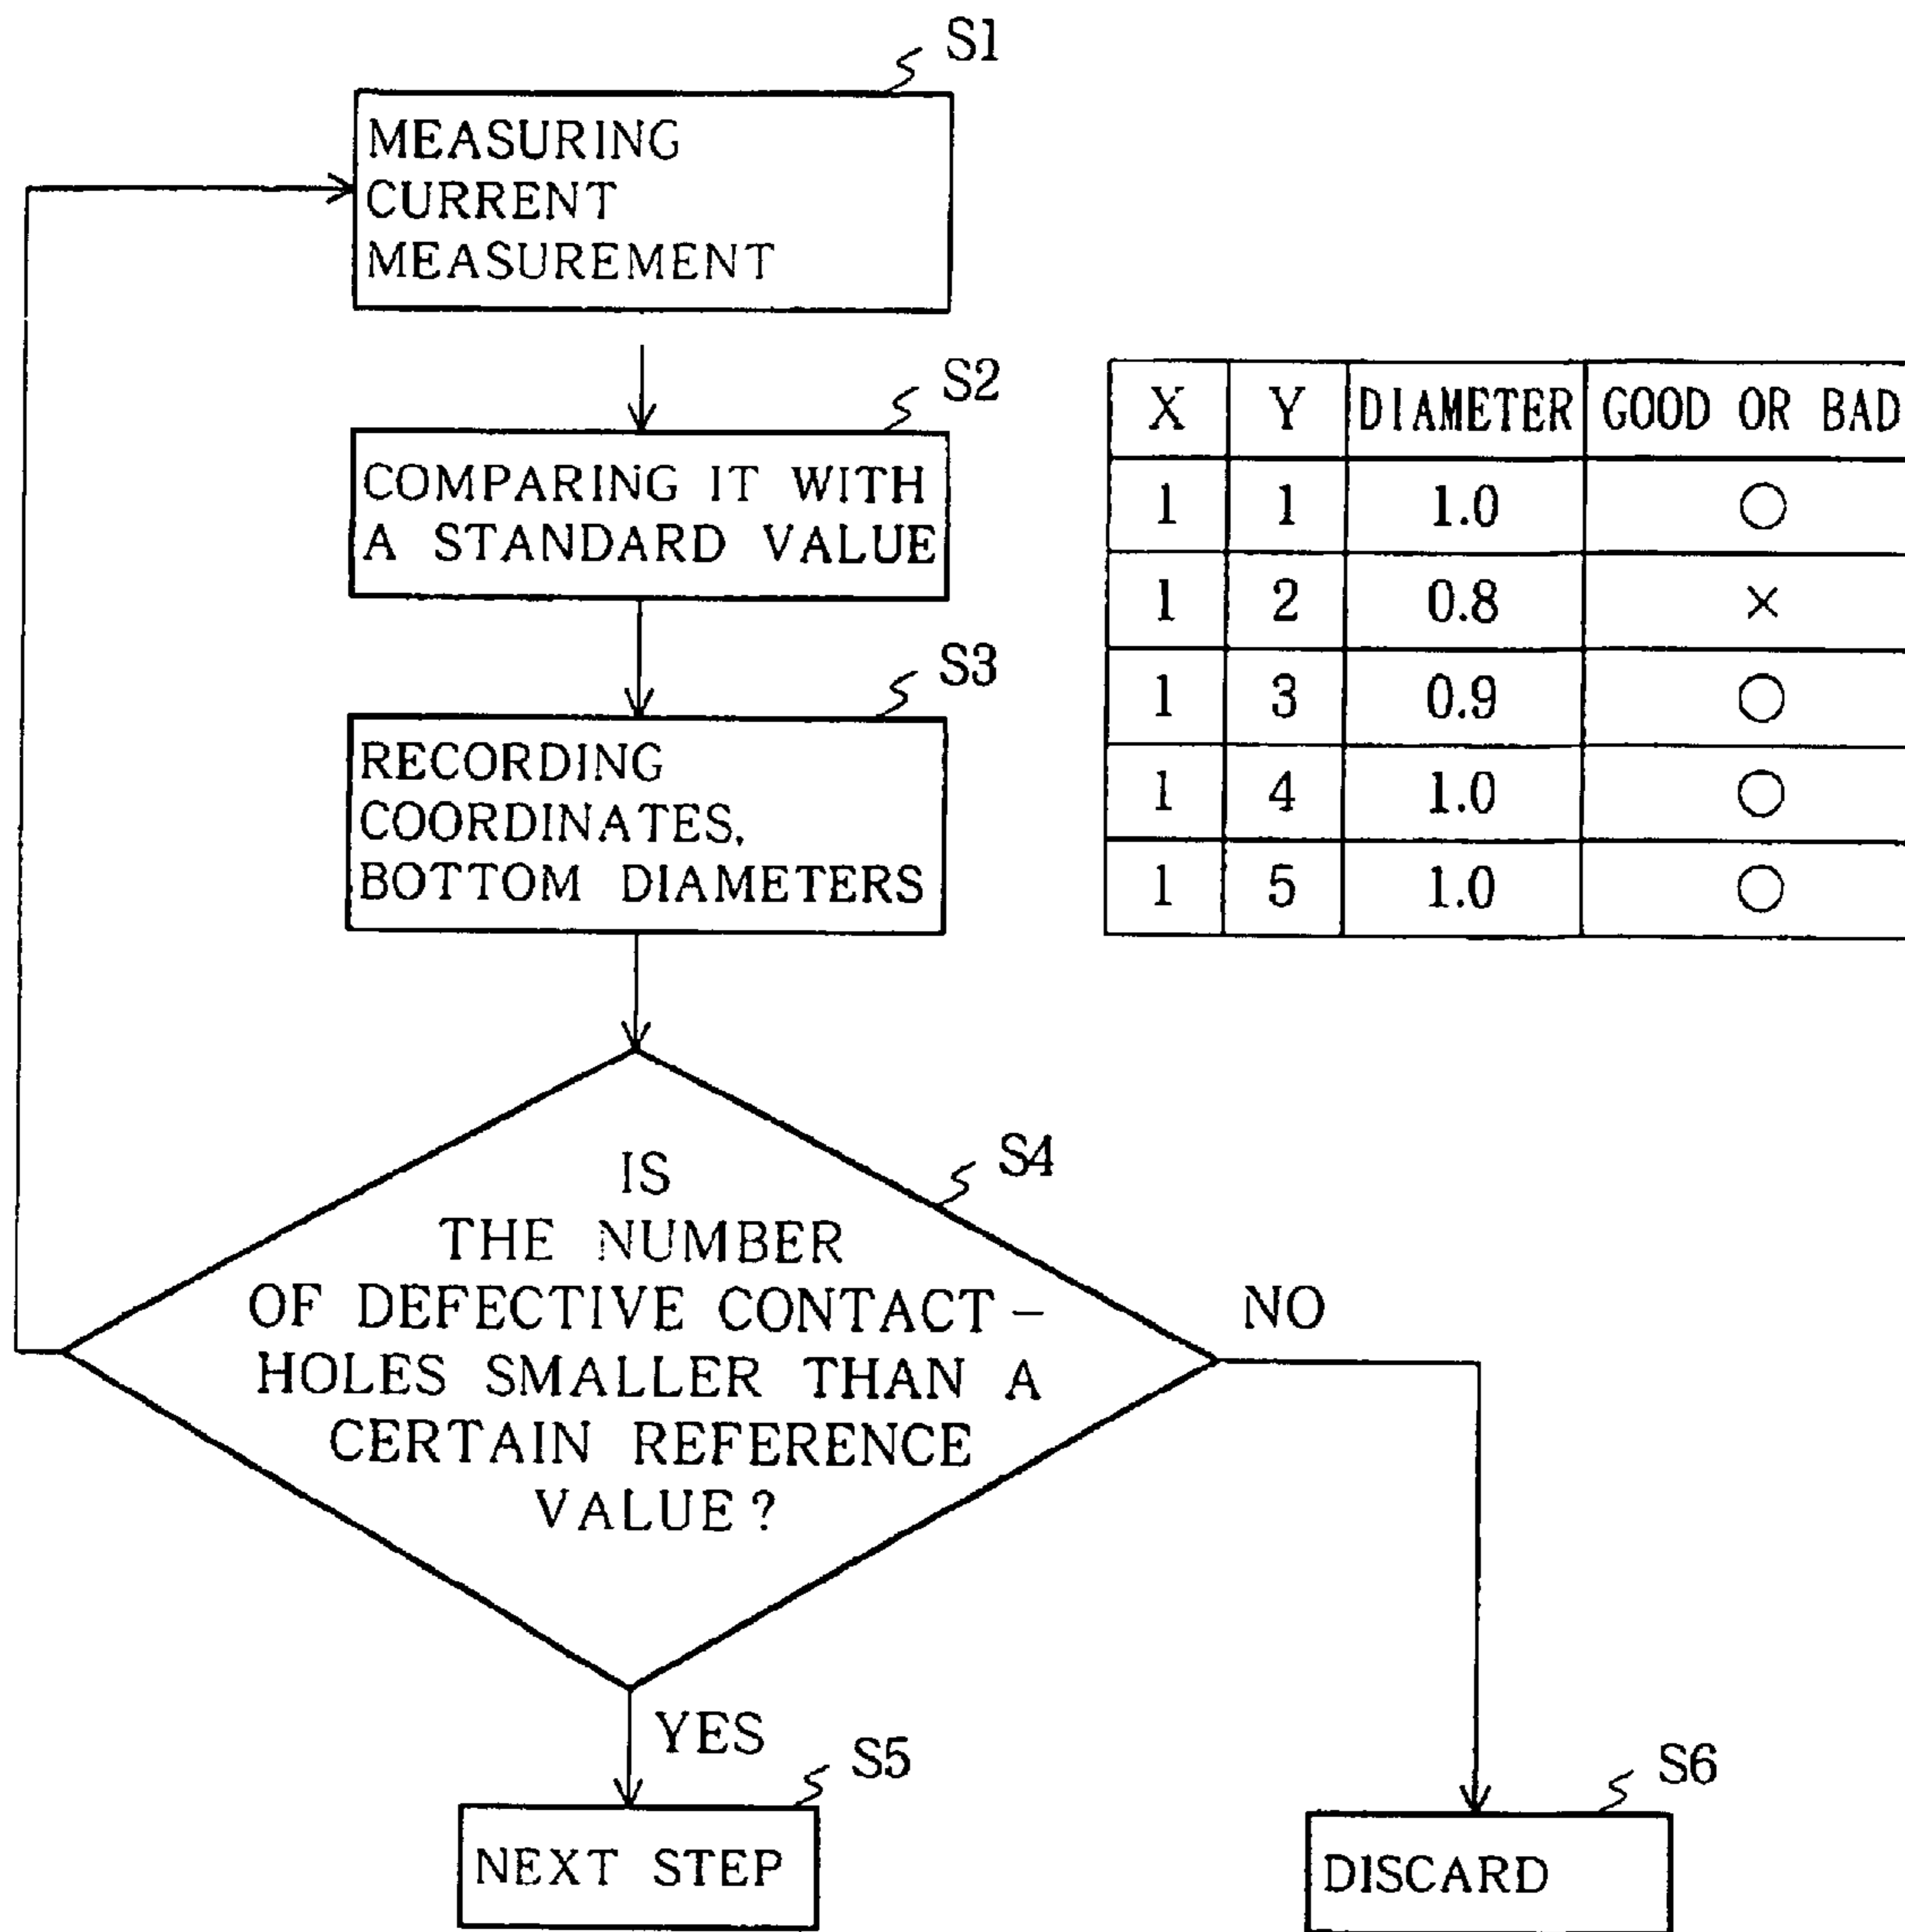 S1
MEASURING
CURRENT
MEASUREMENT
S2
COMPARING IT WITH
A STANDARD VALUE
S3
RECORDING
COORDINATES,
BOTTOM DIAMETERS
X Y DIAMETER GOOD OR BAD
1 1 1.0 ○
1 2 0.8 ×
1 3 0.9 ○
1 4 1.0 ○
1 5 1.0 ○
S4
IS
THE NUMBER
OF DEFECTIVE CONTACT-
HOLES SMALLER THAN A
CERTAIN REFERENCE
VALUE?
NO
YES
S5
NEXT STEP
S6
DISCARD